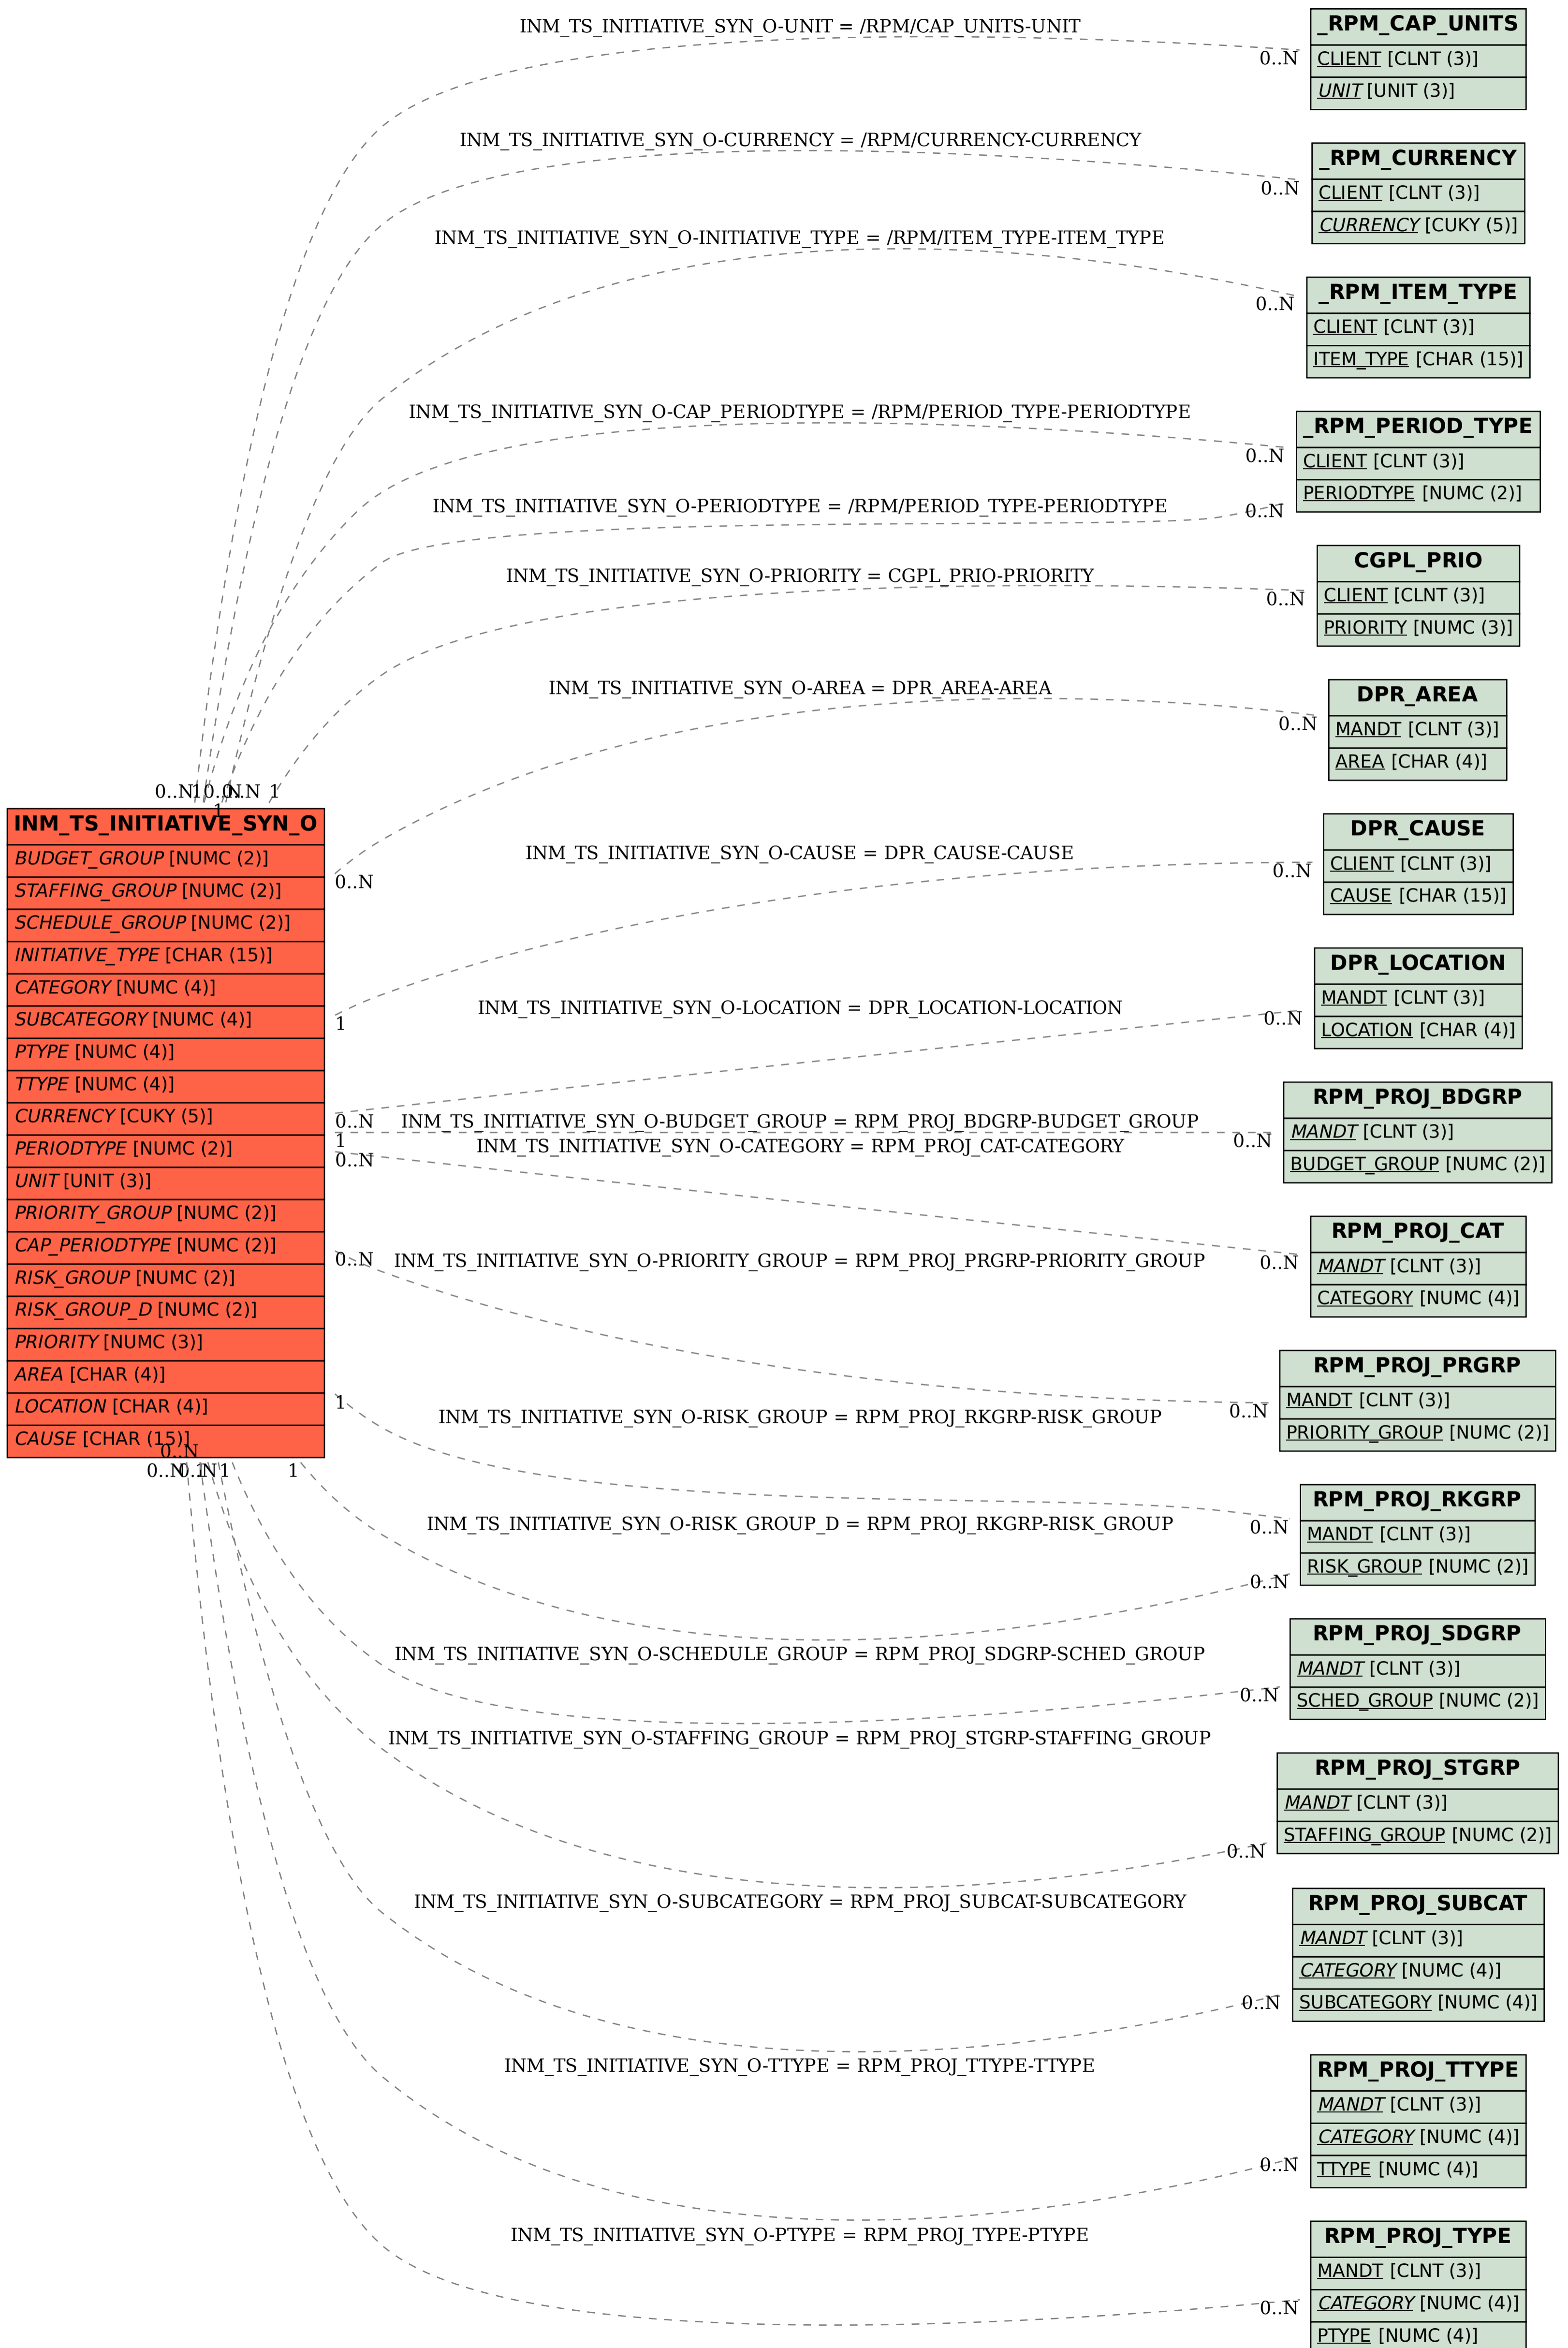 INM_TS_INITIATIVE_SYN_O-UNIT = /RPM/CAP_UNITS-UNIT
0..N
_RPM_CAP_UNITS
CLIENT [CLNT (3)]
UNIT [UNIT (3)]
INM_TS_INITIATIVE_SYN_O-CURRENCY = /RPM/CURRENCY-CURRENCY
0..N
_RPM_CURRENCY
CLIENT [CLNT (3)]
CURRENCY [CUKY (5)]
INM_TS_INITIATIVE_SYN_O-INITIATIVE_TYPE = /RPM/ITEM_TYPE-ITEM_TYPE
0..N
_RPM_ITEM_TYPE
CLIENT [CLNT (3)]
ITEM_TYPE [CHAR (15)]
INM_TS_INITIATIVE_SYN_O-CAP_PERIODTYPE = /RPM/PERIOD_TYPE-PERIODTYPE
0..N
_RPM_PERIOD_TYPE
CLIENT [CLNT (3)]
PERIODTYPE [NUMC (2)]
INM_TS_INITIATIVE_SYN_O-PERIODTYPE = /RPM/PERIOD_TYPE-PERIODTYPE
0..N
INM_TS_INITIATIVE_SYN_O-PRIORITY = CGPL_PRIO-PRIORITY
0..N
CGPL_PRIO
CLIENT [CLNT (3)]
PRIORITY [NUMC (3)]
INM_TS_INITIATIVE_SYN_O-AREA = DPR_AREA-AREA
0..N
DPR_AREA
MANDT [CLNT (3)]
AREA [CHAR (4)]
0..N
1
0..N
0..N
1
1
INM_TS_INITIATIVE_SYN_O
BUDGET_GROUP [NUMC (2)]
STAFFING_GROUP [NUMC (2)]
SCHEDULE_GROUP [NUMC (2)]
INITIATIVE_TYPE [CHAR (15)]
CATEGORY [NUMC (4)]
SUBCATEGORY [NUMC (4)]
PTYPE [NUMC (4)]
TTYPE [NUMC (4)]
CURRENCY [CUKY (5)]
PERIODTYPE [NUMC (2)]
UNIT [UNIT (3)]
PRIORITY_GROUP [NUMC (2)]
CAP_PERIODTYPE [NUMC (2)]
RISK_GROUP [NUMC (2)]
RISK_GROUP_D [NUMC (2)]
PRIORITY [NUMC (3)]
AREA [CHAR (4)]
LOCATION [CHAR (4)]
CAUSE [CHAR (15)]
0..N
0..N
1
0..N
1
1
0..N
INM_TS_INITIATIVE_SYN_O-CAUSE = DPR_CAUSE-CAUSE
1
0..N
DPR_CAUSE
CLIENT [CLNT (3)]
CAUSE [CHAR (15)]
INM_TS_INITIATIVE_SYN_O-LOCATION = DPR_LOCATION-LOCATION
0..N
0..N
DPR_LOCATION
MANDT [CLNT (3)]
LOCATION [CHAR (4)]
INM_TS_INITIATIVE_SYN_O-BUDGET_GROUP = RPM_PROJ_BDGRP-BUDGET_GROUP
1
0..N
RPM_PROJ_BDGRP
MANDT [CLNT (3)]
BUDGET_GROUP [NUMC (2)]
INM_TS_INITIATIVE_SYN_O-CATEGORY = RPM_PROJ_CAT-CATEGORY
0..N
0..N
RPM_PROJ_CAT
MANDT [CLNT (3)]
CATEGORY [NUMC (4)]
INM_TS_INITIATIVE_SYN_O-PRIORITY_GROUP = RPM_PROJ_PRGRP-PRIORITY_GROUP
0..N
0..N
RPM_PROJ_PRGRP
MANDT [CLNT (3)]
PRIORITY_GROUP [NUMC (2)]
INM_TS_INITIATIVE_SYN_O-RISK_GROUP = RPM_PROJ_RKGRP-RISK_GROUP
1
0..N
RPM_PROJ_RKGRP
MANDT [CLNT (3)]
RISK_GROUP [NUMC (2)]
INM_TS_INITIATIVE_SYN_O-RISK_GROUP_D = RPM_PROJ_RKGRP-RISK_GROUP
0..N
INM_TS_INITIATIVE_SYN_O-SCHEDULE_GROUP = RPM_PROJ_SDGRP-SCHED_GROUP
0..N
RPM_PROJ_SDGRP
MANDT [CLNT (3)]
SCHED_GROUP [NUMC (2)]
INM_TS_INITIATIVE_SYN_O-STAFFING_GROUP = RPM_PROJ_STGRP-STAFFING_GROUP
0..N
RPM_PROJ_STGRP
MANDT [CLNT (3)]
STAFFING_GROUP [NUMC (2)]
INM_TS_INITIATIVE_SYN_O-SUBCATEGORY = RPM_PROJ_SUBCAT-SUBCATEGORY
0..N
RPM_PROJ_SUBCAT
MANDT [CLNT (3)]
CATEGORY [NUMC (4)]
SUBCATEGORY [NUMC (4)]
INM_TS_INITIATIVE_SYN_O-TTYPE = RPM_PROJ_TTYPE-TTYPE
0..N
RPM_PROJ_TTYPE
MANDT [CLNT (3)]
CATEGORY [NUMC (4)]
TTYPE [NUMC (4)]
INM_TS_INITIATIVE_SYN_O-PTYPE = RPM_PROJ_TYPE-PTYPE
0..N
RPM_PROJ_TYPE
MANDT [CLNT (3)]
CATEGORY [NUMC (4)]
PTYPE [NUMC (4)]